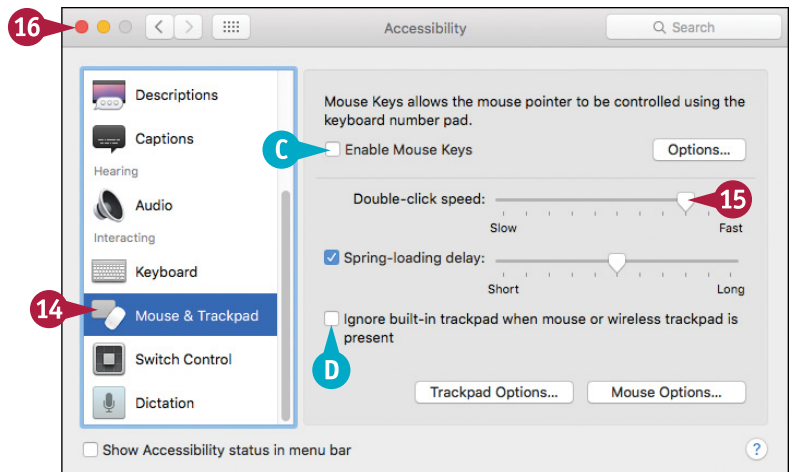 16
Accessibility
Search
Descriptions
Captions
Hearing
Audio
Interacting
Keyboard
14
Mouse & Trackpad
Switch Control
Dictation
Mouse Keys allows the mouse pointer to be controlled using the
keyboard number pad.
C
Enable Mouse Keys
Options...
Double-click speed:
15
Slow
Fast
Spring-loading delay:
Short
Long
Ignore built-in trackpad when mouse or wireless trackpad is
present
D
Trackpad Options...
Mouse Options...
Show Accessibility status in menu bar
?